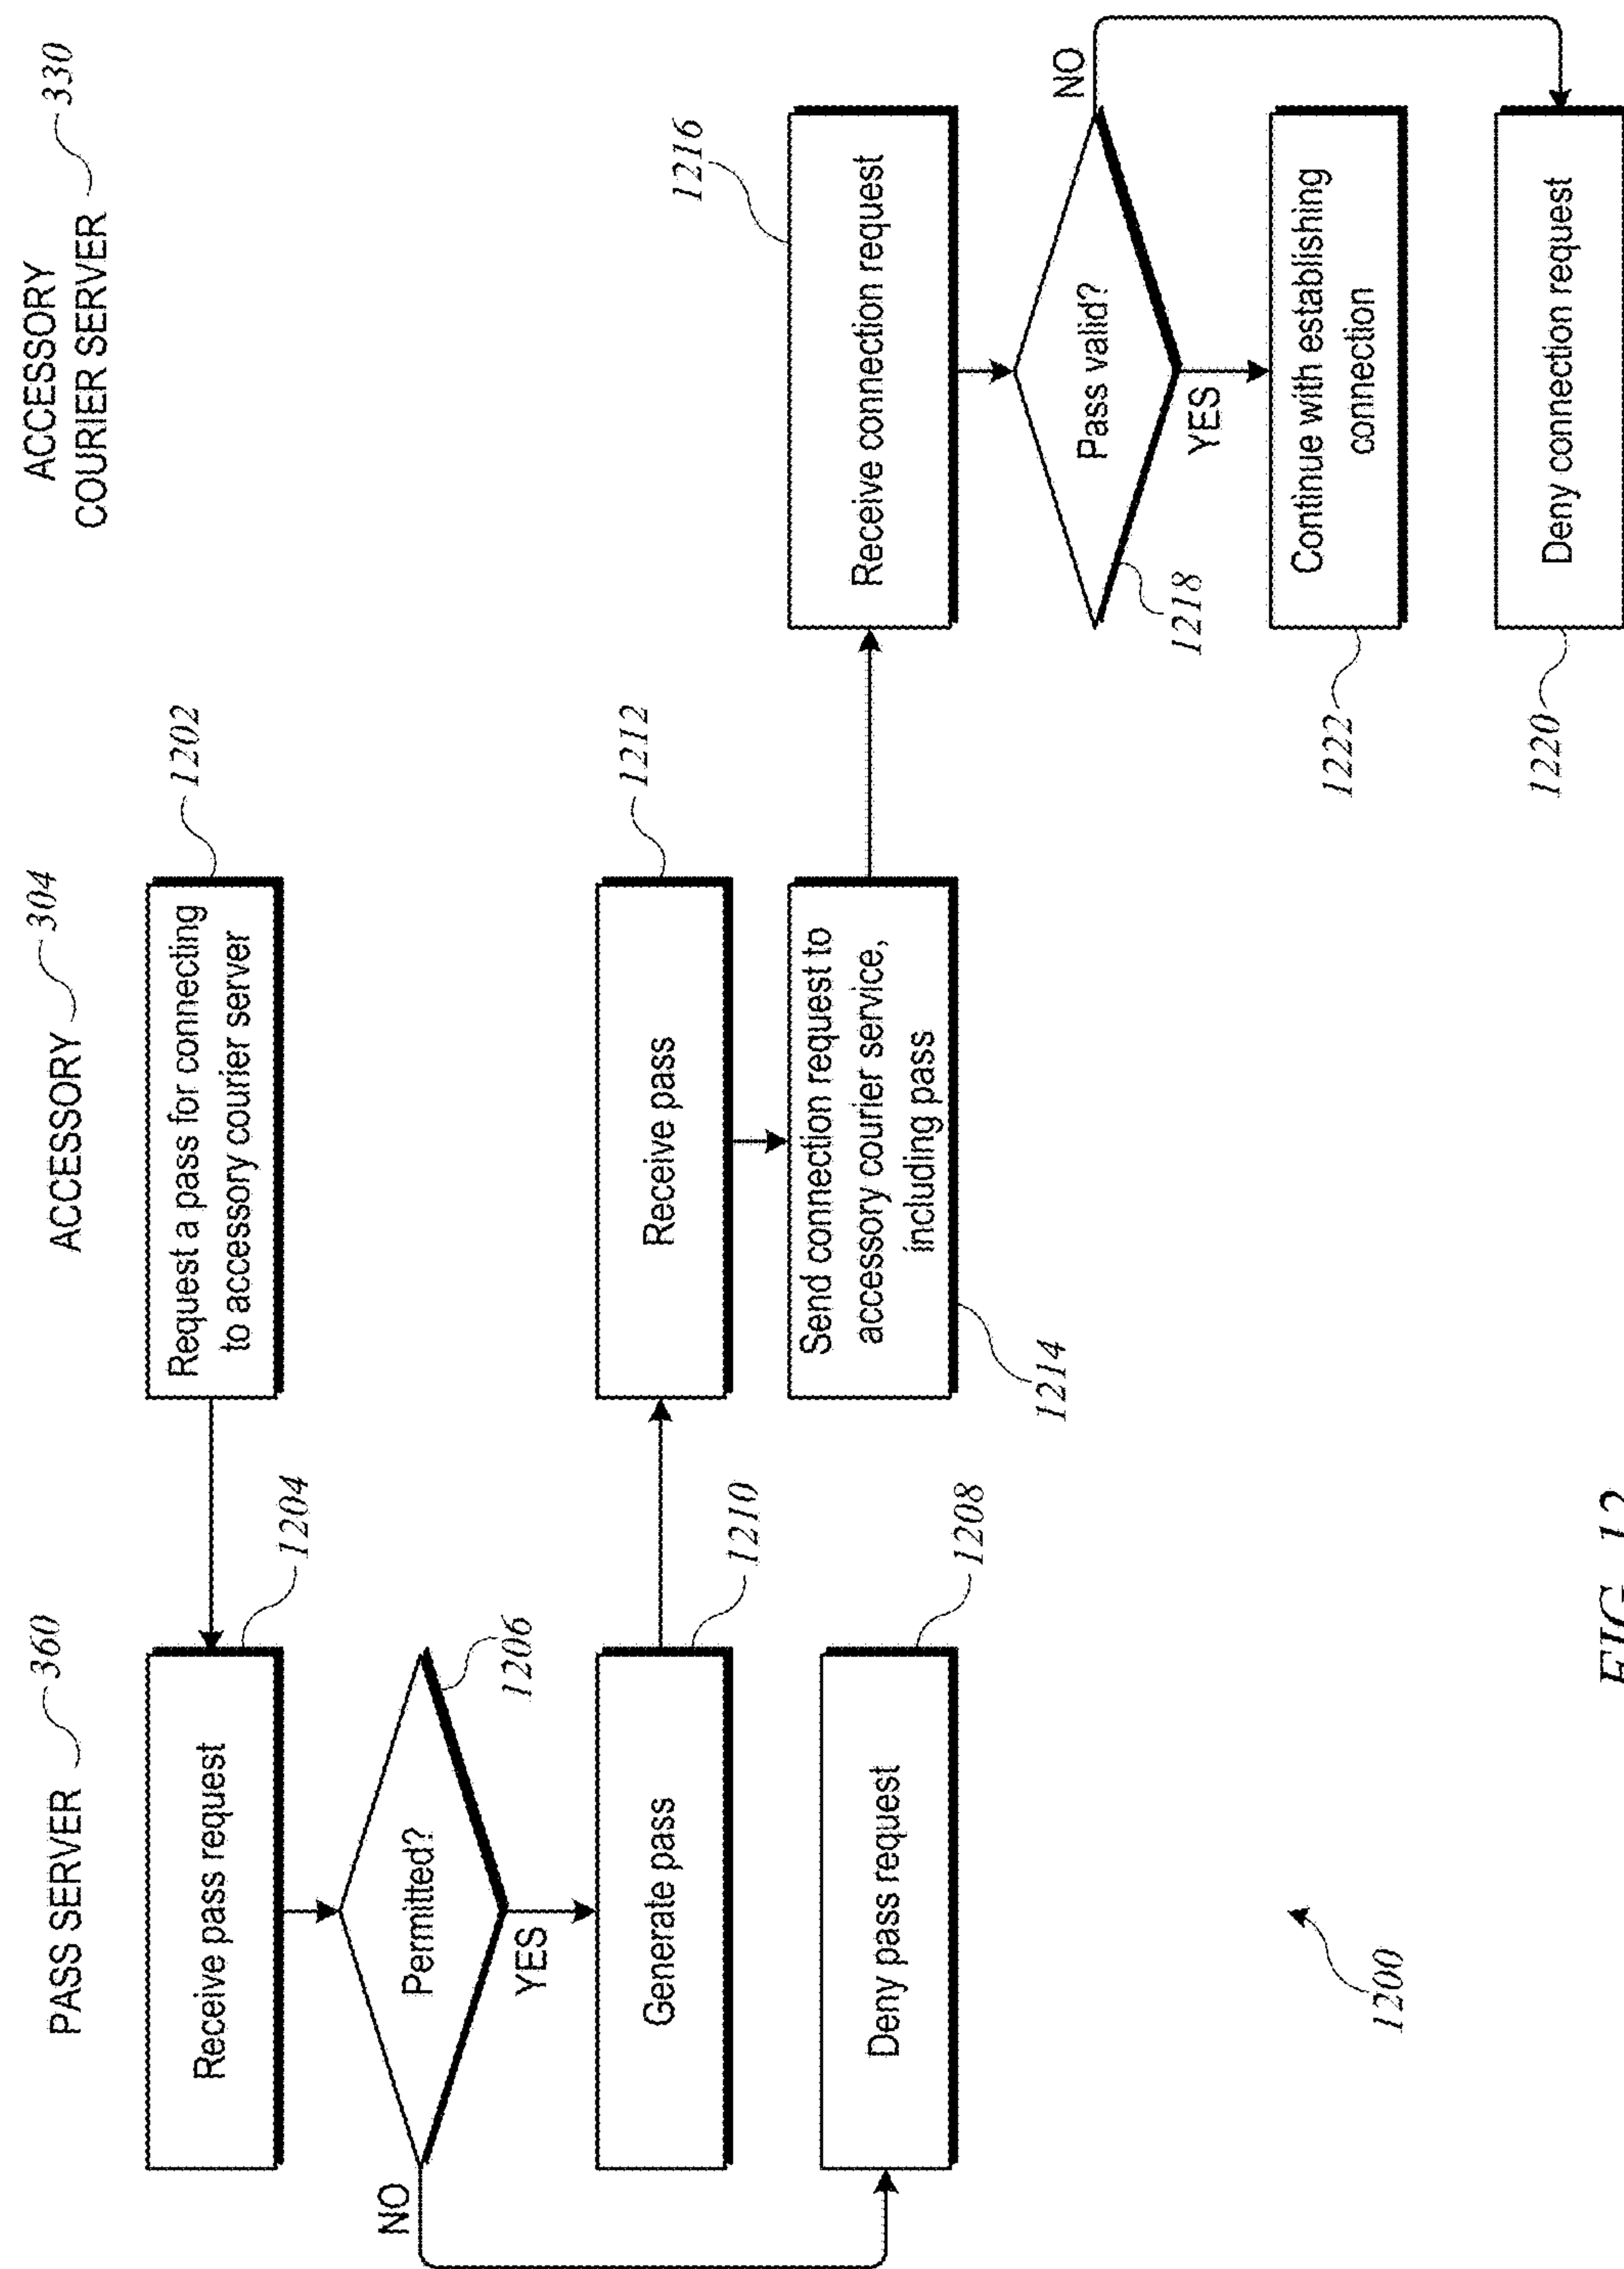 PASS SERVER 360
ACCESSORY 304
ACCESSORY
COURIER SERVER 330
Request a pass for connecting
to accessory courier server
1202
Receive pass request
1204
Permitted?
1206
NO
YES
Generate pass
1210
Receive pass
1212
Deny pass request
1208
Send connection request to
accessory courier service,
including pass
1214
Receive connection request
1216
Pass valid?
1218
NO
YES
Continue with establishing
connection
1222
Deny connection request
1220
1200
FIG. 12